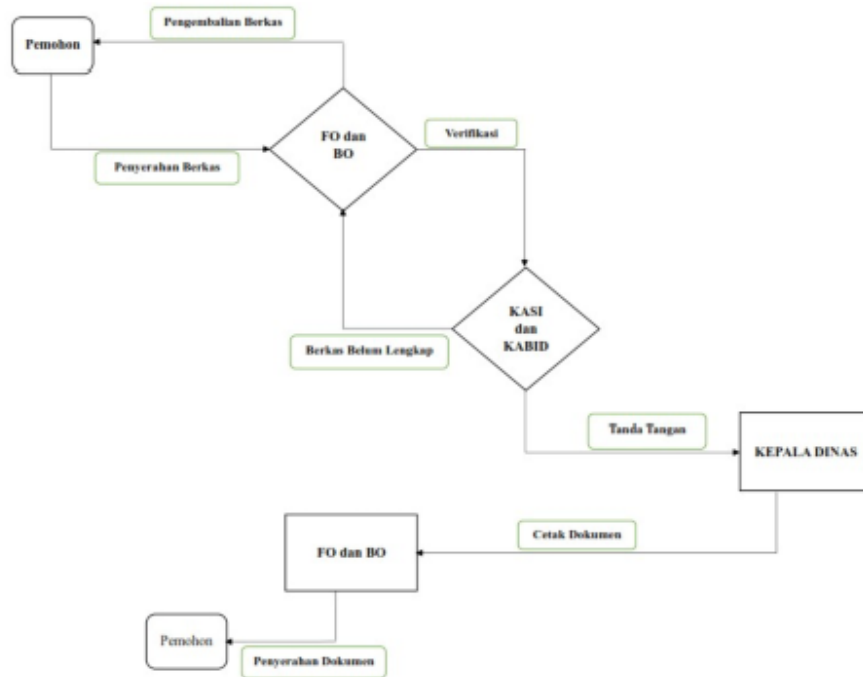 Pengembalian Berkas
Pemohon
FO dan
BO
Verifikasi
Penyerahan Berkas
KASI
dan
KABID
Berkas Belum Lengkap
Tanda Tangan
KEPALA DINAS
Cetak Dokumen
FO dan BO
Pemohon
Penyerahan Dokumen